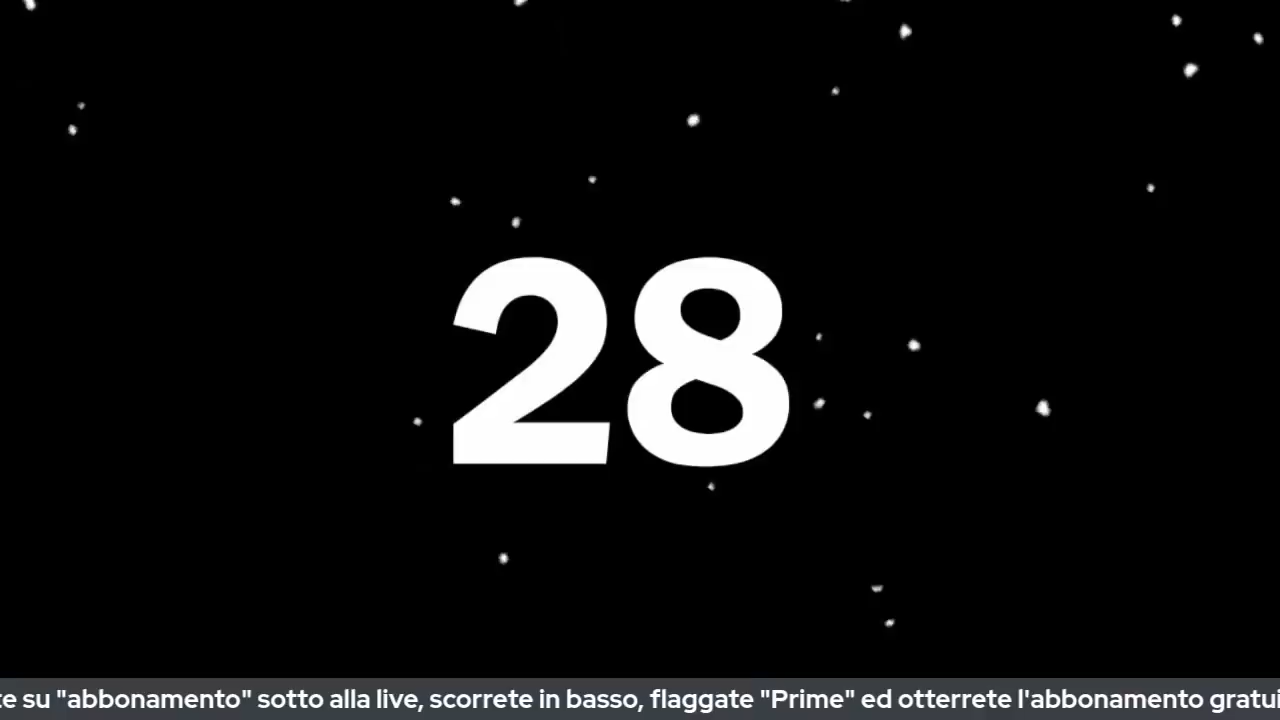 28
su "abbonamento" sotto alla live, scorrete in basso, flaggate "Prime" ed otterrete l'abbonamento